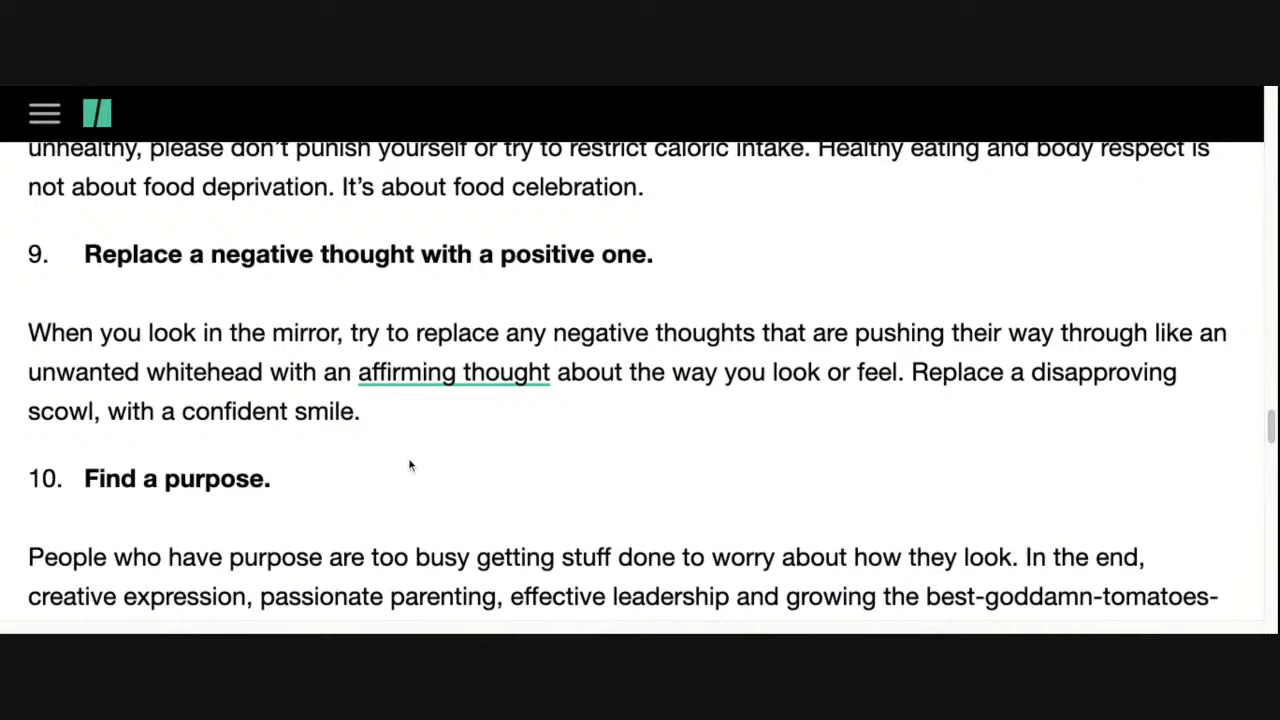 unhealthy, please don't punish yourself or try to restrict caloric intake. Healthy eating and body respect is
not about food deprivation. It’s about food celebration.
9. Replace a negative thought with a positive one.
When you look in the mirror, try to replace any negative thoughts that are pushing their way through like an
unwanted whitehead with an affirming thought about the way you look or feel. Replace a disapproving
scowl, with a confident smile.
10. Find a purpose.
People who have purpose are too busy getting stuff done to worry about how they look. In the end,
creative expression, passionate parenting, effective leadership and growing the best-goddamn-tomatoes-